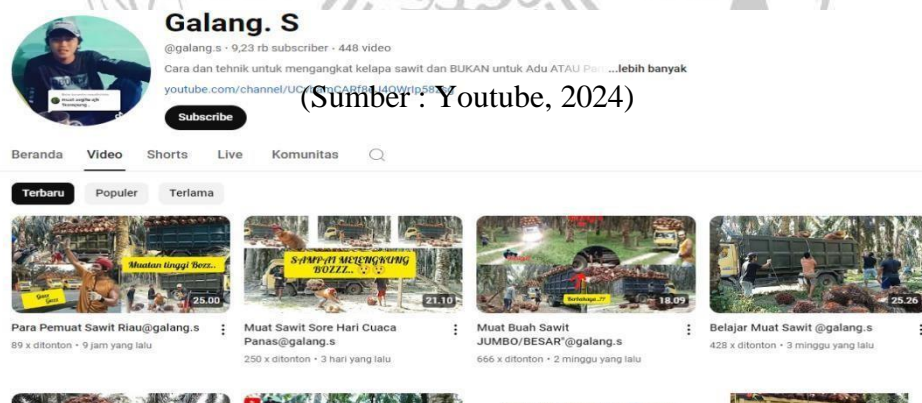 Galang. S
@galang.s · 9,23 rb subscriber · 448 video
Cara dan tehnik untuk mengangkat kelapa sawit dan BUKAN untuk Adu ATAU ...lebih banyak
(Sumber : Youtube, 2024)
Subscribe
Beranda Video Shorts Live Komunitas
Terbaru Populer Terlama
Muatan tinggi Bozz..
25.00
SAMPAI MELENGKUNG
BOZZZ..
21.10
18.09
25.26
Para Pemuat Sawit Riau@galang.s
89 x ditonton • 9 jam yang lalu
Muat Sawit Sore Hari Cuaca
Panas@galang.s
250 x ditonton • 3 hari yang lalu
Muat Buah Sawit
JUMBO/BESAR"@galang.s
666 x ditonton • 2 minggu yang lalu
Belajar Muat Sawit @galang.s
428 x ditonton • 3 minggu yang lalu